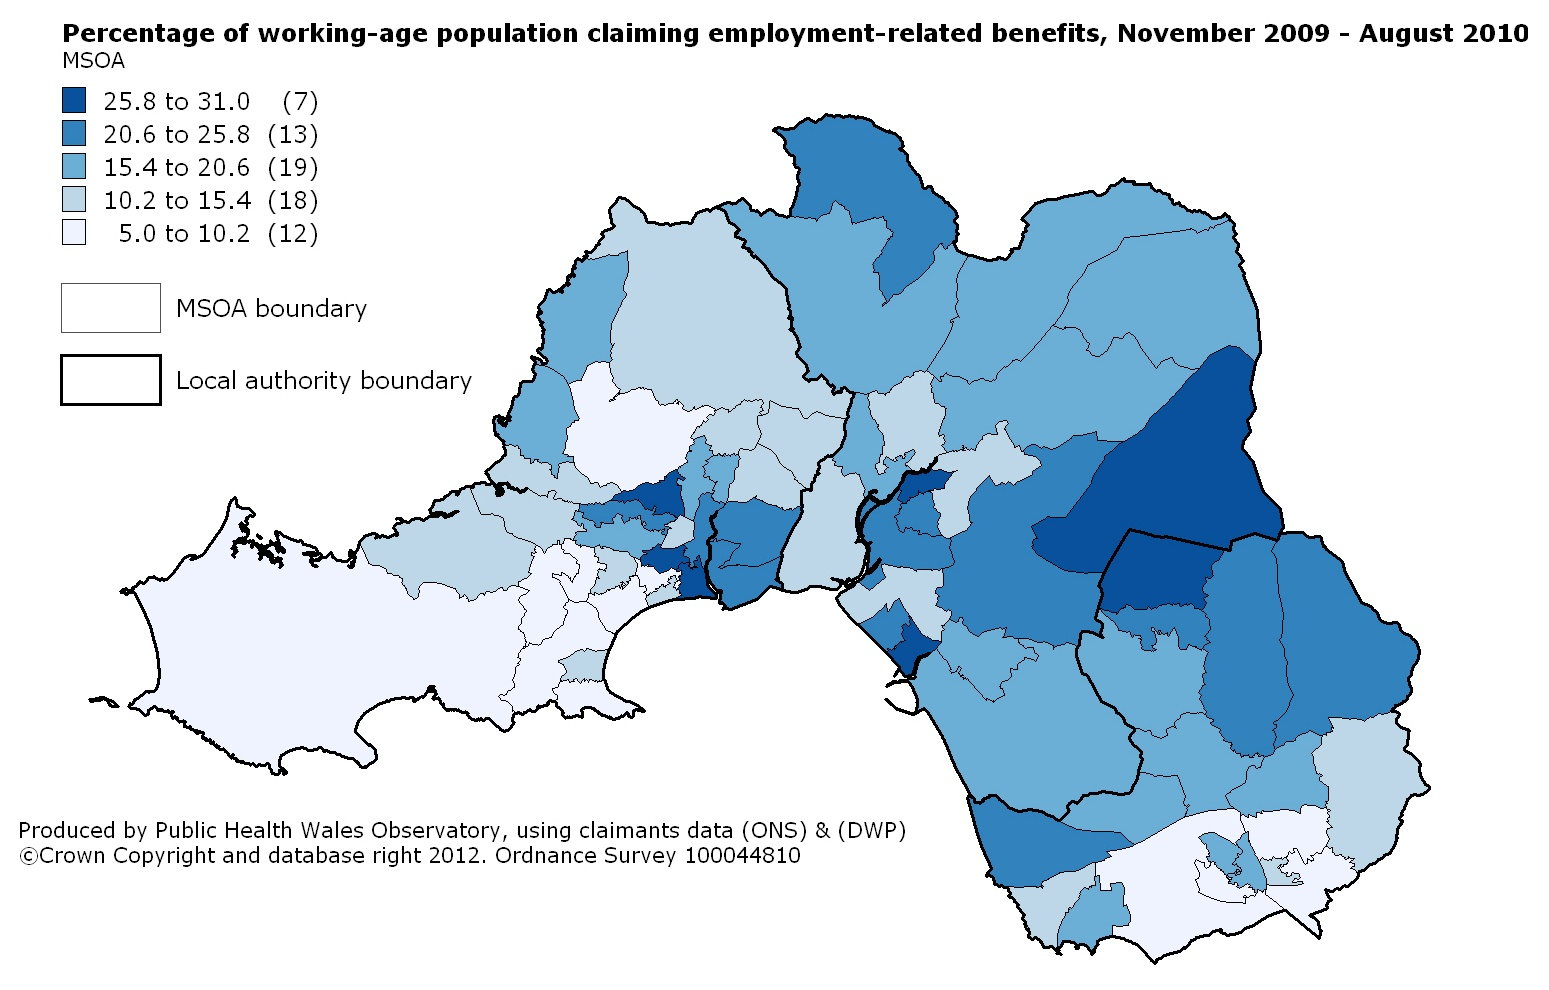 Percentage of working-age population claiming employment-related benefits, November 2009 - August 2010
MSOA
25.8 to 31.0 (7)
20.6 to 25.8 (13)
15.4 to 20.6 (19)
10.2 to 15.4 (18)
5.0 to 10.2 (12)
MSOA boundary
Local authority boundary
Produced by Public Health Wales Observatory, using claimants data (ONS) & (DWP)
©Crown Copyright and database right 2012. Ordnance Survey 100044810